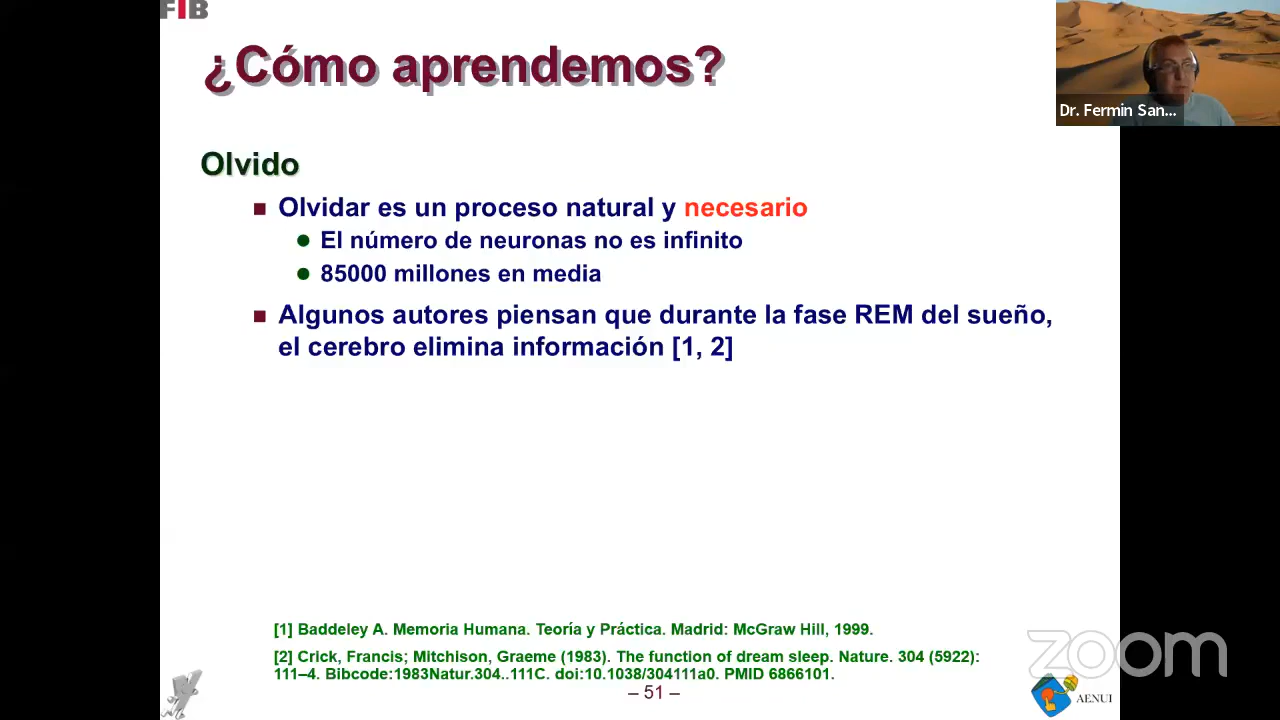 FIB
¿Cómo aprendemos?
Dr. Fermin San...
Olvido
Olvidar es un proceso natural y necesario
El número de neuronas no es infinito
85000 millones en media
Algunos autores piensan que durante la fase REM del sueño,
el cerebro elimina información [1, 2]
[1] Baddeley A. Memoria Humana. Teoría y Práctica. Madrid: McGraw Hill, 1999.
[2] Crick, Francis; Mitchison, Graeme (1983). The function of dream sleep. Nature. 304 (5922):
111–4. Bibcode:1983Natur.304..111C. doi:10.1038/304111a0. PMID 6866101.
– 51 –
zoom
AENUI